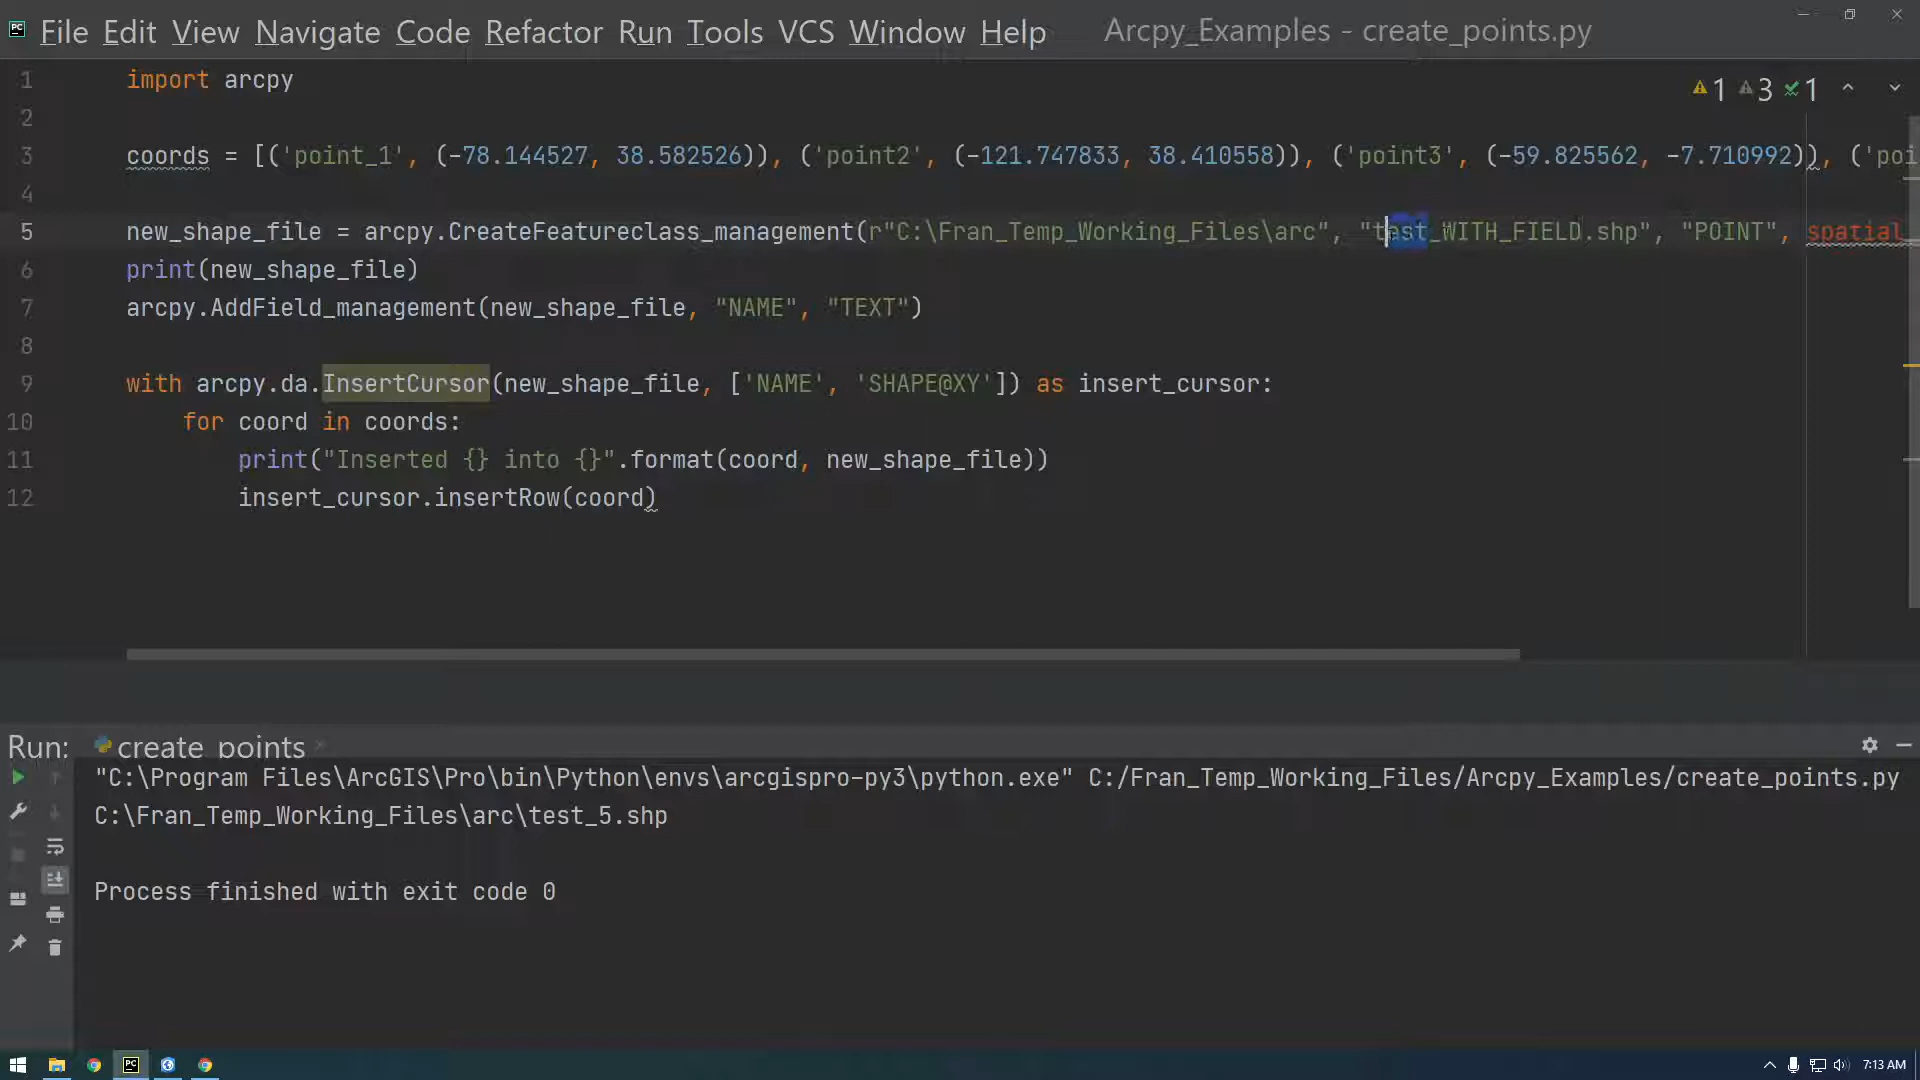 File Edit View Navigate Code Refactor Run Tools VCS Window Help Arcpy_Examples - create_points.py
1 import arcpy 1 3 1
2
3 coords = [('point_1', (-78.144527, 38.582526)), ('point2', (-121.747833, 38.410558)), ('point3', (-59.825562, -7.710992)), ('poi
4
5 new_shape_file = arcpy.CreateFeatureclass_management(r"C:\Fran_Temp_Working_Files\arc", "test_WITH_FIELD.shp", "POINT", spatial
6 print(new_shape_file)
7 arcpy.AddField_management(new_shape_file, "NAME", "TEXT")
8
9 with arcpy.da.InsertCursor(new_shape_file, ['NAME', 'SHAPE@XY']) as insert_cursor:
10 for coord in coords:
11 print("Inserted {} into {}".format(coord, new_shape_file))
12 insert_cursor.insertRow(coord)
Run: create_points
"C:\Program Files\ArcGIS\Pro\bin\Python\envs\arcgispro-py3\python.exe" C:/Fran_Temp_Working_Files/Arcpy_Examples/create_points.py
C:\Fran_Temp_Working_Files\arc\test_5.shp
Process finished with exit code 0
7:13 AM